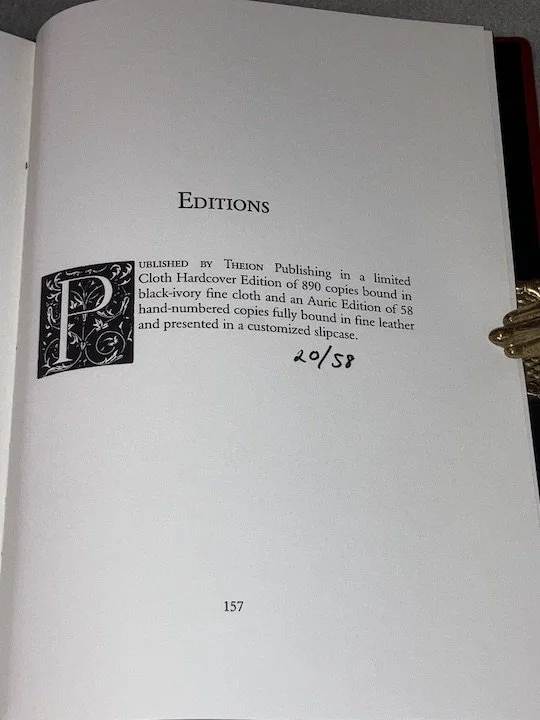 Editions
Published by Theion Publishing in a limited
Cloth Hardcover Edition of 890 copies bound in
black-ivory fine cloth and an Auric Edition of 58
hand-numbered copies fully bound in fine leather
and presented in a customized slipcase.
20/58
157